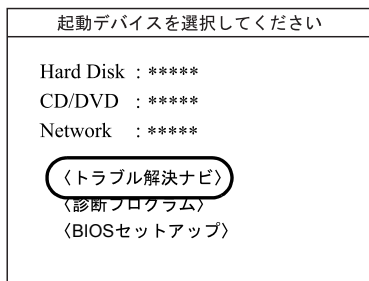 起動デバイスを選択してください
Hard Disk : *****
CD/DVD : *****
Network : *****
〈トラブル解決ナビ〉
〈診断プログラム〉
〈BIOSセットアップ〉